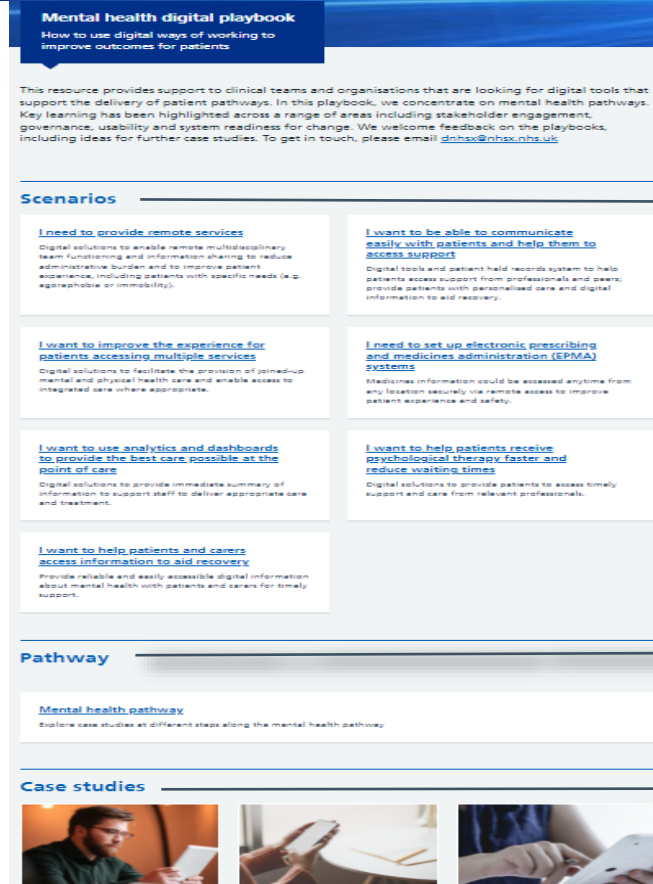 Mental health digital playbook
How to use digital ways of working to
improve outcomes for patients
This resource provides support to clinical teams and organisations that are looking for digital tools that
support the delivery of patient pathways. In this playbook, we concentrate on mental health pathways.
Key learning has been highlighted across a range of areas including stakeholder engagement,
governance, usability and system readiness for change. We welcome feedback on the playbooks,
including ideas for further case studies. To get in touch, please email dnhsx@nhsx.nhs.uk
Scenarios
I need to provide remote services
Digital solutions to enable remote multidisciplinary
team functioning and information sharing to reduce
administrative burden and to improve patient
experience, including patients with specific needs (e.g.
agoraphobia or immobility).
I want to be able to communicate
easily with patients and help them to
access support
Digital tools and patient held records system to help
patients access support from professionals and peers;
provide patients with personalised care and digital
information to aid recovery.
I want to improve the experience for
patients accessing multiple services
Digital solutions to facilitate the provision of joined-up
mental and physical health care and enable access to
integrated care where appropriate.
I need to set up electronic prescribing
and medicines administration (EPMA)
systems
Medicines information could be accessed anytime from
any location securely via remote access to improve
patient experience and safety.
I want to use analytics and dashboards
to provide the best care possible at the
point of care
Digital solutions to provide immediate summary of
information to support staff to deliver appropriate care
and treatment.
I want to help patients receive
psychological therapy faster and
reduce waiting times
Digital solutions to provide patients to access timely
support and care from relevant professionals.
I want to help patients and carers
access information to aid recovery
Provide reliable and easily accessible digital information
about mental health with patients and carers for timely
support.
Pathway
Mental health pathway
Explore case studies at different steps along the mental health pathway
Case studies